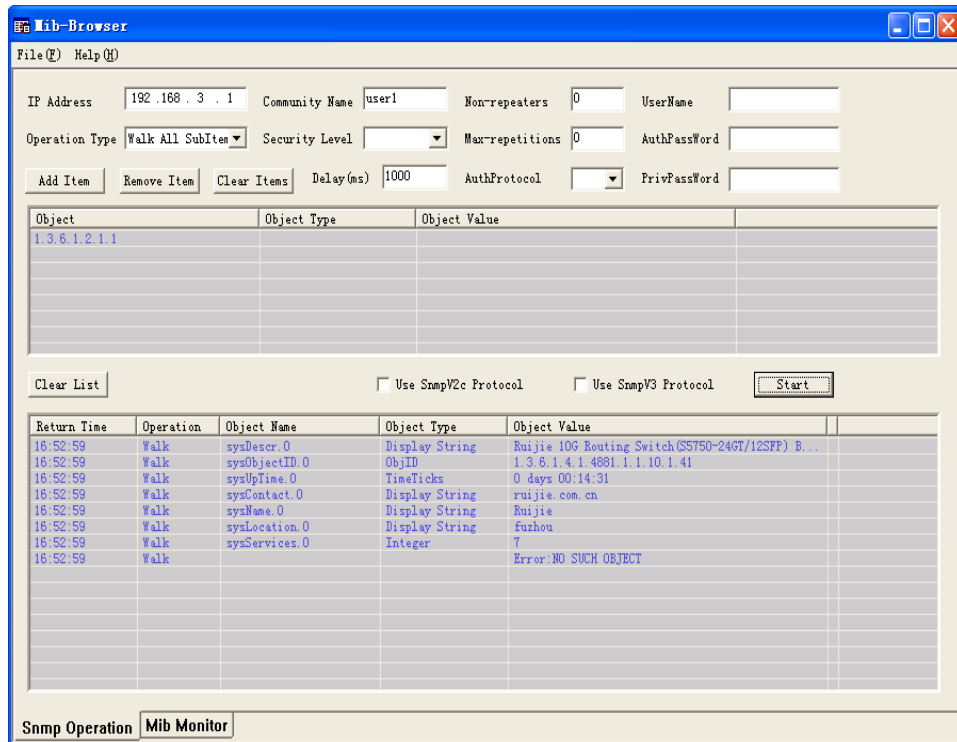 Mib-Browser
File(F) Help(H)
IP Address 192 .168 . 3 . 1 Community Name user1 Non-repeaters 0 UserName
Operation Type Walk All SubItem Security Level Max-repetitions 0 AuthPassWord
Add Item Remove Item Clear Items Delay(ms) 1000 AuthProtocol PrivPassWord
Object Object Type Object Value
1.3.6.1.2.1.1
Clear List Use SnmpV2c Protocol Use SnmpV3 Protocol Start
Return Time Operation Object Name Object Type Object Value
16:52:59 Walk sysDescr.0 Display String Ruijie 10G Routing Switch(S5750-24GT/12SFP) B...
16:52:59 Walk sysObjectID.0 ObjID 1.3.6.1.4.1.4881.1.1.10.1.41
16:52:59 Walk sysUpTime.0 TimeTicks 0 days 00:14:31
16:52:59 Walk sysContact.0 Display String ruijie.com.cn
16:52:59 Walk sysName.0 Display String Ruijie
16:52:59 Walk sysLocation.0 Display String fuzhou
16:52:59 Walk sysServices.0 Integer 7
16:52:59 Walk Error:NO SUCH OBJECT
Snmp Operation Mib Monitor